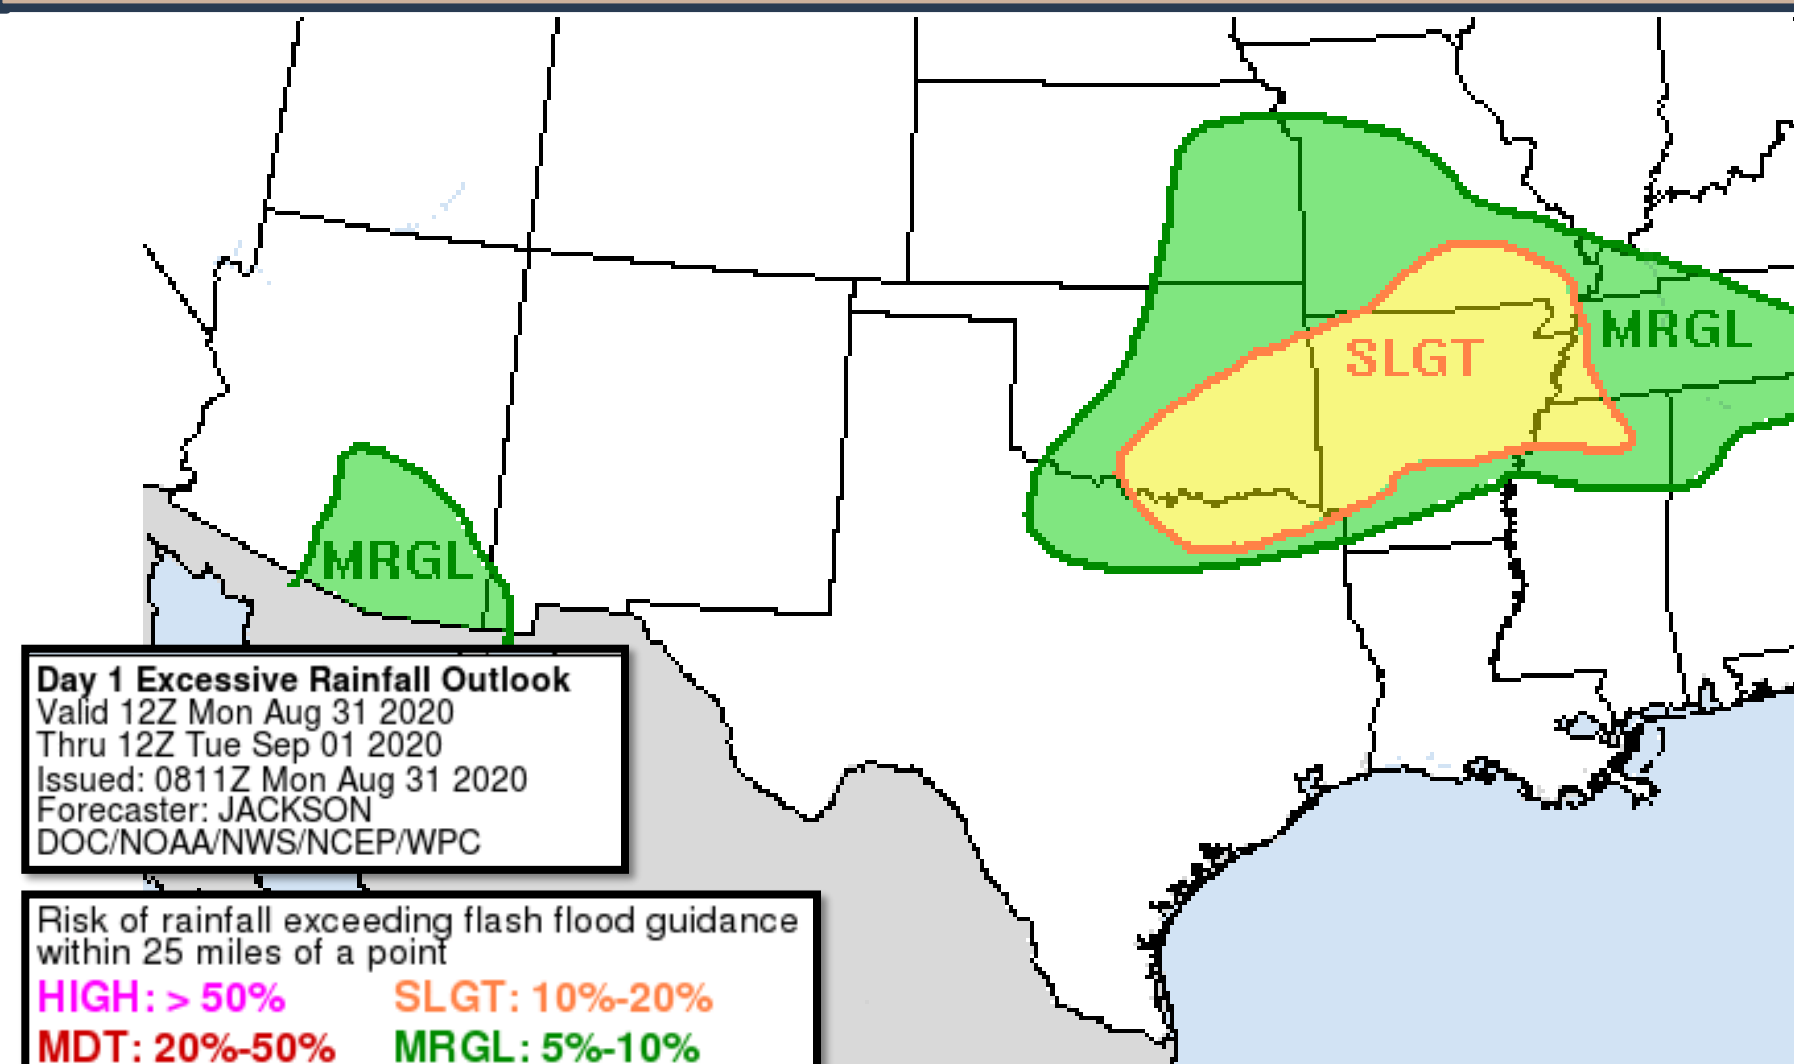 MRGL
SLGT
MRGL
Day 1 Excessive Rainfall Outlook
Valid 12Z Mon Aug 31 2020
Thru 12Z Tue Sep 01 2020
Issued: 0811Z Mon Aug 31 2020
Forecaster: JACKSON
DOC/NOAA/NWS/NCEP/WPC
Risk of rainfall exceeding flash flood guidance
within 25 miles of a point
HIGH: > 50% SLGT: 10%-20%
MDT: 20%-50% MRGL: 5%-10%